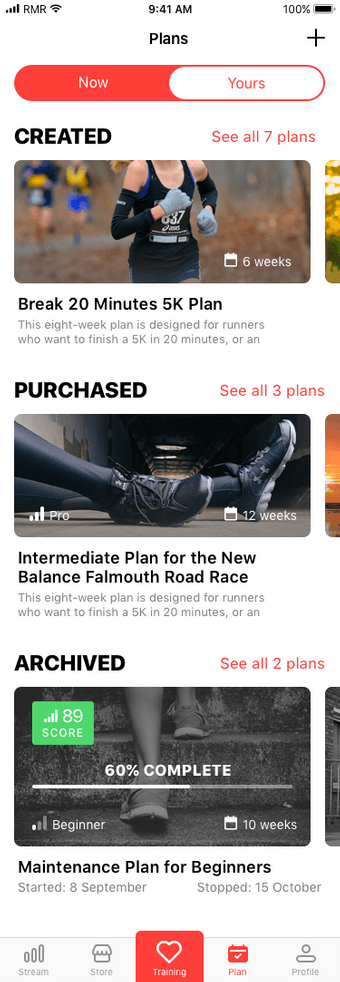 RMR 9:41 AM 100%
Plans
Now Yours
CREATED See all 7 plans
837
asics
6 weeks
Break 20 Minutes 5K Plan
This eight-week plan is designed for runners
who want to finish a 5K in 20 minutes, or an
PURCHASED See all 3 plans
Pro 12 weeks
Intermediate Plan for the New
Balance Falmouth Road Race
This eight-week plan is designed for runners
who want to finish a 5K in 20 minutes, or an
ARCHIVED See all 2 plans
89
SCORE
60% COMPLETE
Beginner 10 weeks
Maintenance Plan for Beginners
Started: 8 September Stopped: 15 October
Stream Store Training Plan Profile